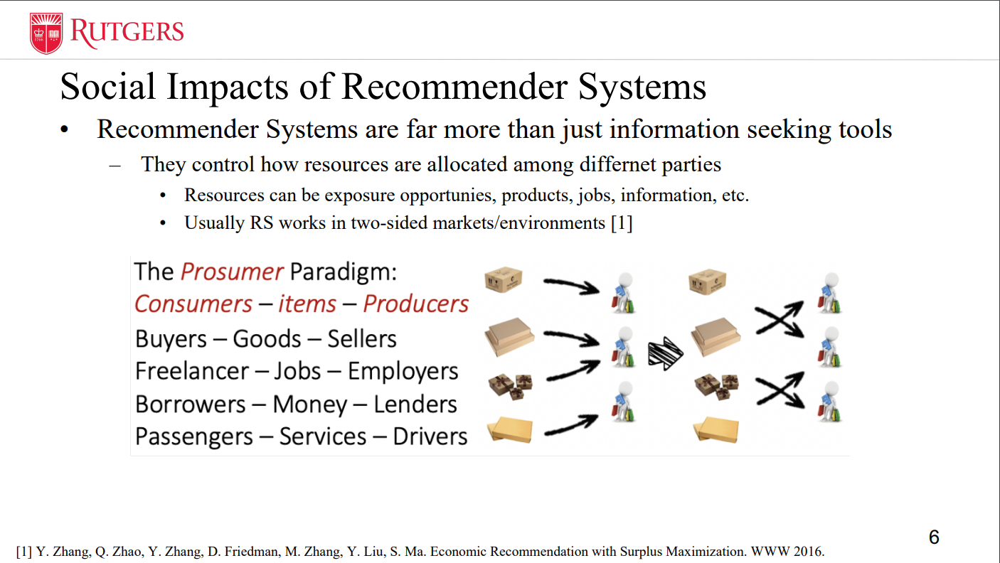 RUTGERS
Social Impacts of Recommender Systems
• Recommender Systems are far more than just information seeking tools
– They control how resources are allocated among differnet parties
• Resources can be exposure opportunies, products, jobs, information, etc.
• Usually RS works in two-sided markets/environments [1]
The Prosumer Paradigm:
Consumers – items – Producers
Buyers – Goods – Sellers
Freelancer – Jobs – Employers
Borrowers – Money – Lenders
Passengers – Services – Drivers
6
[1] Y. Zhang, Q. Zhao, Y. Zhang, D. Friedman, M. Zhang, Y. Liu, S. Ma. Economic Recommendation with Surplus Maximization. WWW 2016.